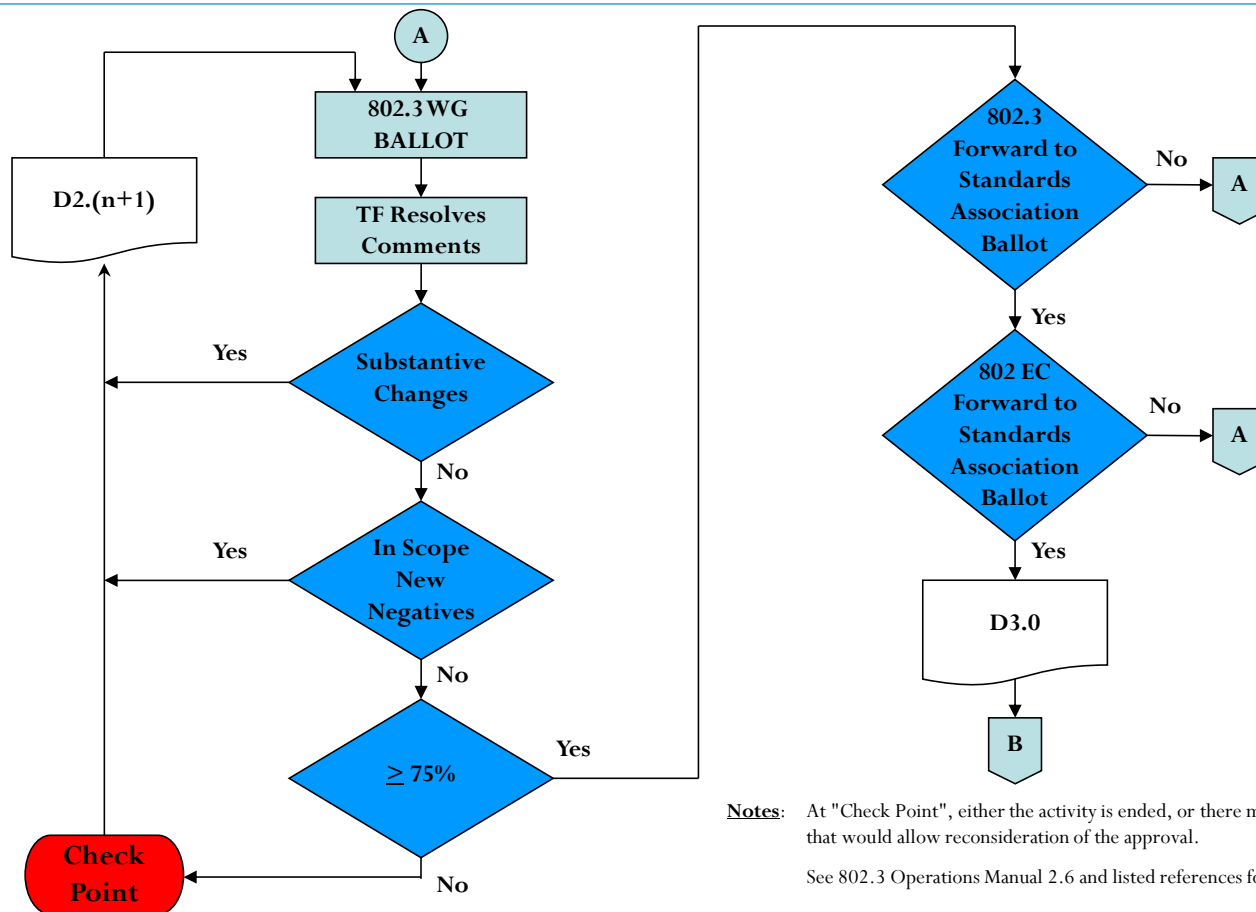 A
802.3 WG
BALLOT
D2.(n+1)
TF Resolves
Comments
Yes
Substantive
Changes
No
Yes
In Scope
New
Negatives
No
≥ 75%
Yes
No
Check
Point
802.3
Forward to
Standards
Association
Ballot
No
A
Yes
802 EC
Forward to
Standards
Association
Ballot
No
A
Yes
D3.0
B
Notes: At "Check Point", either the activity is ended, or there
that would allow reconsideration of the approval.
See 802.3 Operations Manual 2.6 and listed references